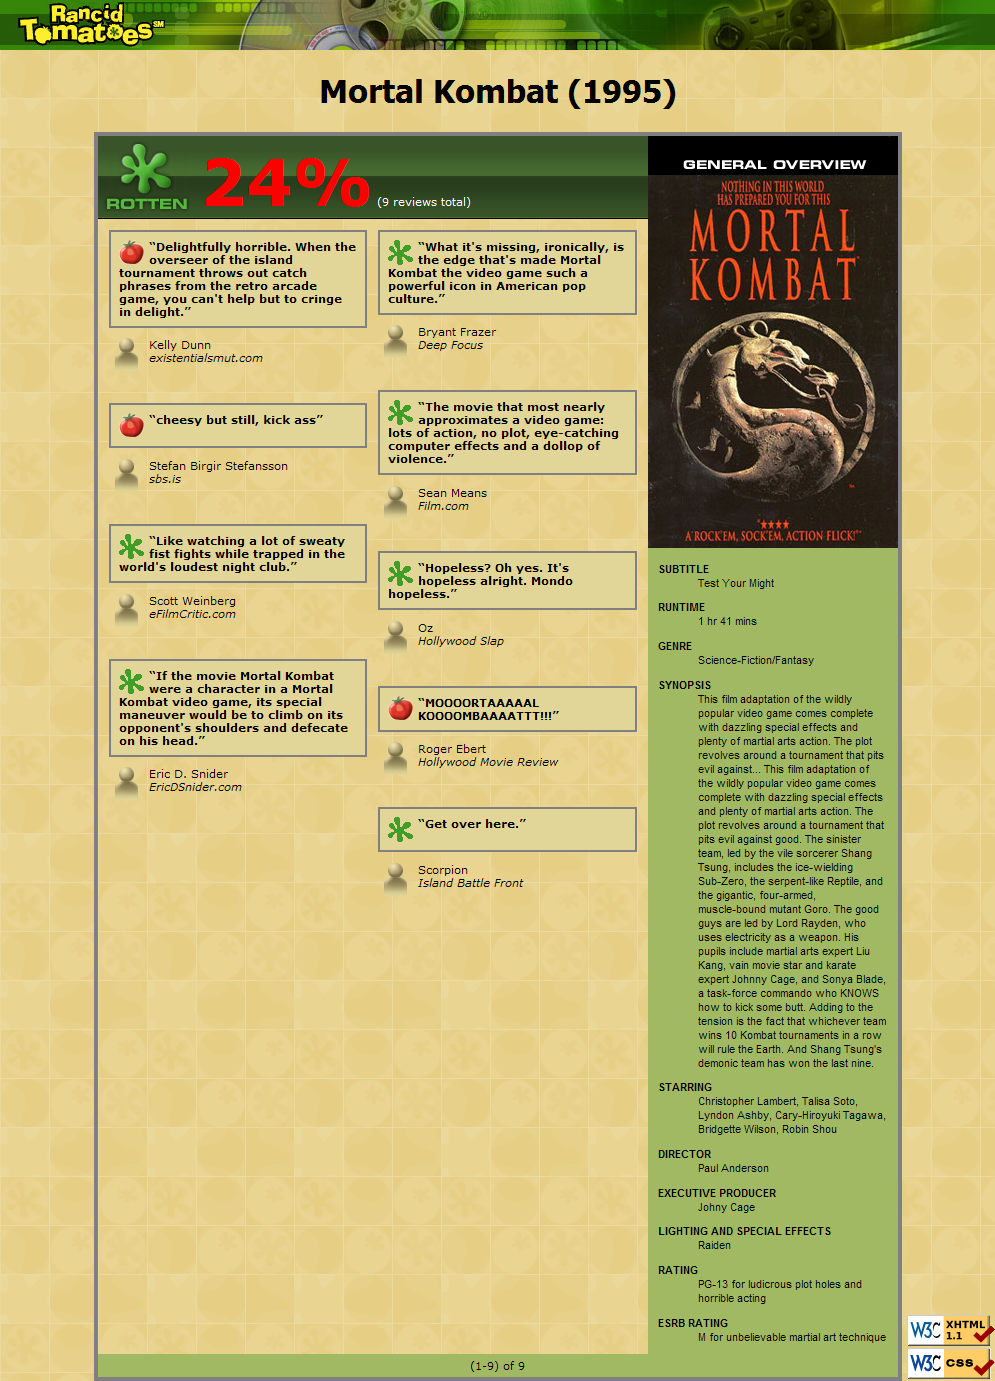 Rancid
Tomatoes℠
Mortal Kombat (1995)
ROTTEN
24%
(9 reviews total)
“Delightfully horrible. When the
overseer of the island
tournament throws out catch
phrases from the retro arcade
game, you can't help but to cringe
in delight.”
Kelly Dunn
existentialsmut.com
“cheesy but still, kick ass”
Stefan Birgir Stefansson
sbs.is
“Like watching a lot of sweaty
fist fights while trapped in the
world's loudest night club.”
Scott Weinberg
eFilmCritic.com
“If the movie Mortal Kombat
were a character in a Mortal
Kombat video game, its special
maneuver would be to climb on its
opponent's shoulders and defecate
on his head.”
Eric D. Snider
EricDSnider.com
“What it's missing, ironically, is
the edge that's made Mortal
Kombat the video game such a
powerful icon in American pop
culture.”
Bryant Frazer
Deep Focus
“The movie that most nearly
approximates a video game:
lots of action, no plot, eye-catching
computer effects and a dollop of
violence.”
Sean Means
Film.com
“Hopeless? Oh yes. It's
hopeless alright. Mondo
hopeless.”
Oz
Hollywood Slap
“MOOOORTAAAAAL
KOOOOMBAAAATTT!!!”
Roger Ebert
Hollywood Movie Review
“Get over here.”
Scorpion
Island Battle Front
GENERAL OVERVIEW
NOTHING IN THIS WORLD
HAS PREPARED YOU FOR THIS
MORTAL
KOMBAT
"★★★★
A ROCK'EM, SOCK'EM, ACTION FLICK!"
SUBTITLE
Test Your Might
RUNTIME
1 hr 41 mins
GENRE
Science-Fiction/Fantasy
SYNOPSIS
This film adaptation of the wildly
popular video game comes complete
with dazzling special effects and
plenty of martial arts action. The plot
revolves around a tournament that pits
evil against... This film adaptation of
the wildly popular video game comes
complete with dazzling special effects
and plenty of martial arts action. The
plot revolves around a tournament that
pits evil against good. The sinister
team, led by the vile sorcerer Shang
Tsung, includes the ice-wielding
Sub-Zero, the serpent-like Reptile, and
the gigantic, four-armed,
muscle-bound mutant Goro. The good
guys are led by Lord Rayden, who
uses electricity as a weapon. His
pupils include martial arts expert Liu
Kang, vain movie star and karate
expert Johnny Cage, and Sonya Blade,
a task-force commando who KNOWS
how to kick some butt. Adding to the
tension is the fact that whichever team
wins 10 Kombat tournaments in a row
will rule the Earth. And Shang Tsung's
demonic team has won the last nine.
STARRING
Christopher Lambert, Talisa Soto,
Lyndon Ashby, Cary-Hiroyuki Tagawa,
Bridgette Wilson, Robin Shou
DIRECTOR
Paul Anderson
EXECUTIVE PRODUCER
Johny Cage
LIGHTING AND SPECIAL EFFECTS
Raiden
RATING
PG-13 for ludicrous plot holes and
horrible acting
ESRB RATING
M for unbelievable martial art technique
(1-9) of 9
W3C XHTML
1.1
W3C CSS